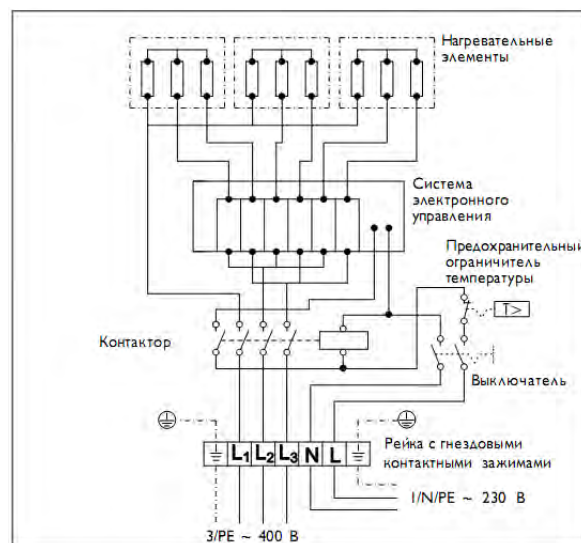 Нагревательные
элементы
Система
электронного
управления
Предохранительный
ограничитель
температуры
T>
Контактор
Выключатель
L1 L2 L3 N L
Рейка с гнездовыми
контактными зажимами
1/N/PE ~ 230 В
3/PE ~ 400 В